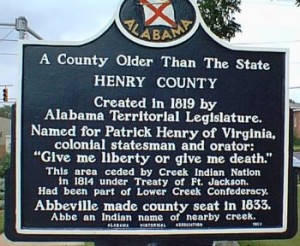 ALABAMA
A County Older Than The State
HENRY COUNTY
Created in 1819 by
Alabama Territorial Legislature.
Named for Patrick Henry of Virginia,
colonial statesman and orator:
"Give me liberty or give me death."
This area ceded by Creek Indian Nation
in 1814 under Treaty of Ft. Jackson.
Had been part of Lower Creek Confederacy.
Abbeville made county seat in 1833.
Abbe an Indian name of nearby creek.
ALABAMA HISTORICAL ASSOCIATION